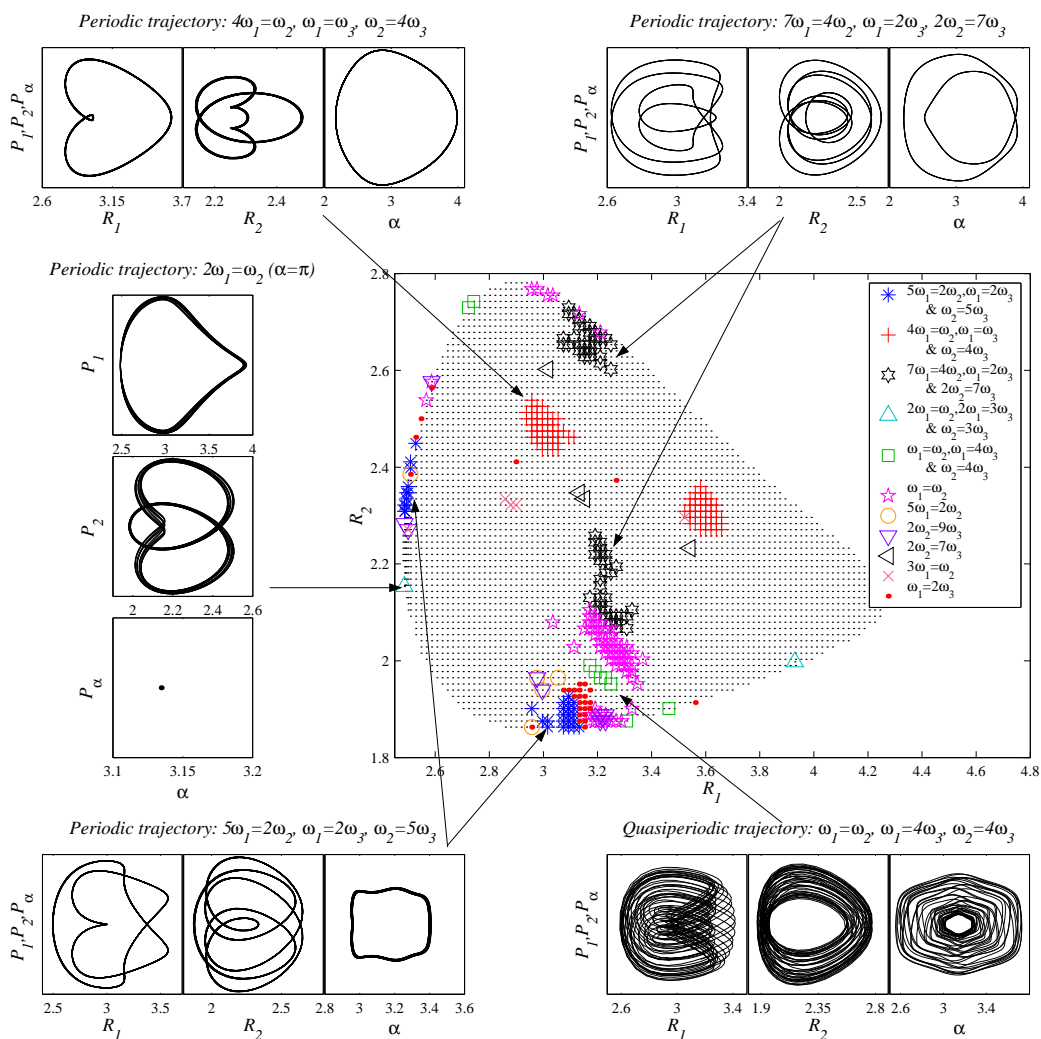 Periodic trajectory: 4ω₁=ω₂, ω₁=ω₃, ω₂=4ω₃
P₁,P₂,P_α
2.6 3.15 3.7 2.2 2.4 2 3 4
R₁ R₂ α
Periodic trajectory: 7ω₁=4ω₂, ω₁=2ω₃, 2ω₂=7ω₃
P₁,P₂,P_α
2.6 3 3.4 2 2.5 2 3 4
R₁ R₂ α
Periodic trajectory: 2ω₁=ω₂ (α=π)
P₁
2.5 3 3.5 4
P₂
2 2.2 2.4 2.6
P_α
3.1 3.15 3.2
α
2.8
2.6
2.4
2.2
2
1.8
R₂
2.6 2.8 3 3.2 3.4 3.6 3.8 4 4.2 4.4 4.6 4.8
R₁
5ω₁=2ω₂,ω₁=2ω₃
& ω₂=5ω₃
4ω₁=ω₂,ω₁=ω₃
& ω₂=4ω₃
7ω₁=4ω₂,ω₁=2ω₃
& 2ω₂=7ω₃
2ω₁=ω₂,2ω₁=3ω₃
& ω₂=3ω₃
ω₁=ω₂,ω₁=4ω₃
& ω₂=4ω₃
ω₁=ω₂
5ω₁=2ω₂
2ω₂=9ω₃
2ω₂=7ω₃
3ω₁=ω₂
ω₁=2ω₃
Periodic trajectory: 5ω₁=2ω₂, ω₁=2ω₃, ω₂=5ω₃
P₁,P₂,P_α
2.5 3 3.5 2 2.5 3 3.2 3.4 3.6
R₁ R₂ α
Quasiperiodic trajectory: ω₁=ω₂, ω₁=4ω₃, ω₂=4ω₃
P₁,P₂,P_α
2.6 3 3.4 1.9 2.35 2.8 2.6 3 3.4
R₁ R₂ α